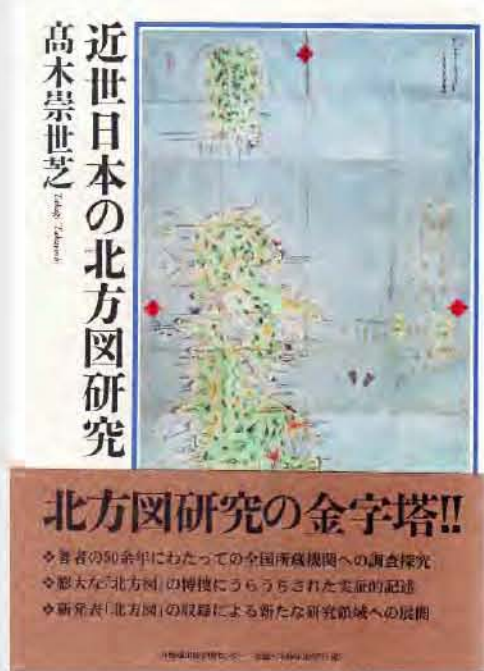 近世日本の北方図研究
髙木崇世芝
北方図研究の金字塔!!
❖著者の50余年にわたっての全国所蔵機関への調査探究
❖膨大な「北方図」の博捜にうらうちされた実証的記述
❖新発表「北方図」の収録による新たな研究領域への展開